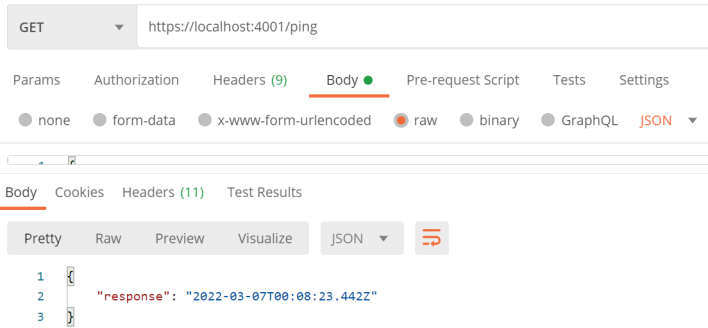 GET https://localhost:4001/ping
Params Authorization Headers (9) Body Pre-request Script Tests Settings
none form-data x-www-form-urlencoded raw binary GraphQL JSON
Body Cookies Headers (11) Test Results
Pretty Raw Preview Visualize JSON
1 {
2 "response": "2022-03-07T00:08:23.442Z"
3 }